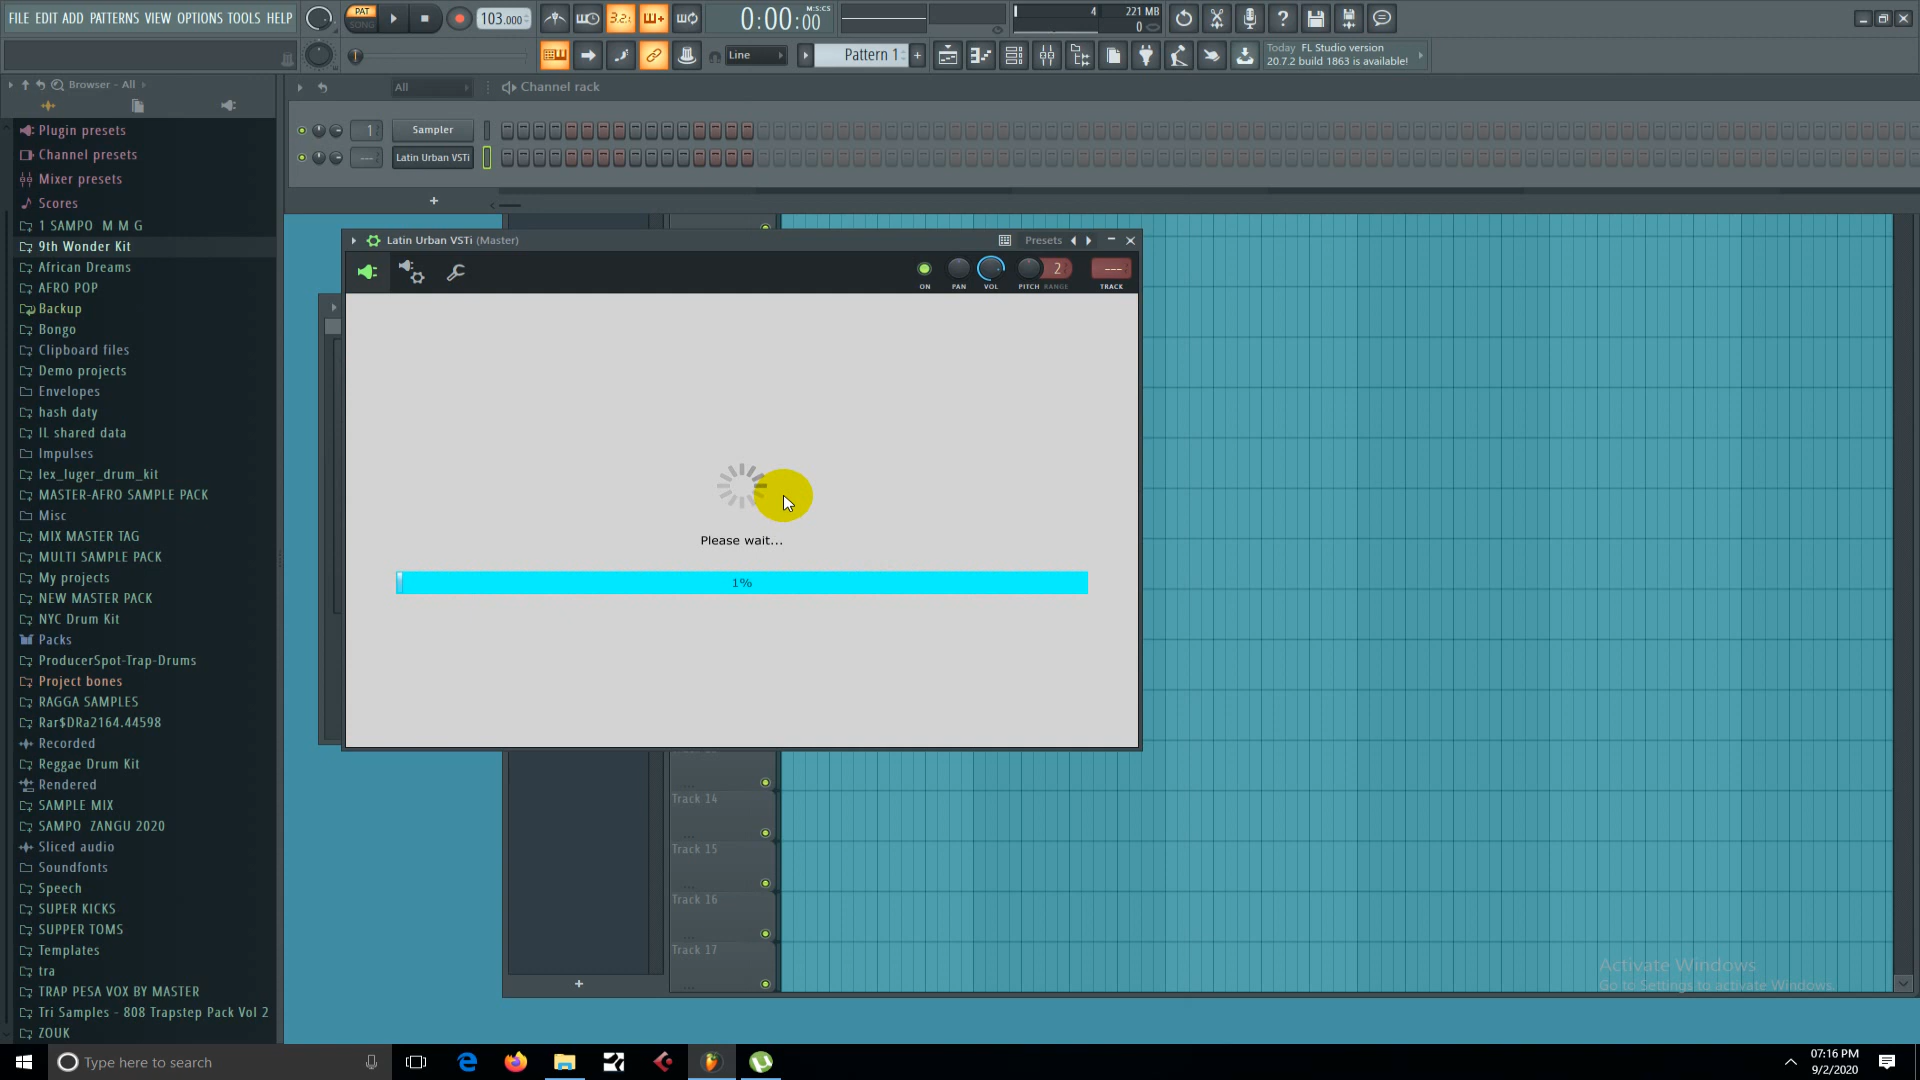 FILE EDIT ADD PATTERNS VIEW OPTIONS TOOLS HELP
PAT
SONG
103.000
3.2.
0:00:00
M:S:CS
4
221 MB
0
Line
Pattern 1
+
Today FL Studio version
20.7.2 build 1863 is available!
Browser - All
All
Channel rack
Plugin presets
Channel presets
Mixer presets
Scores
1 SAMPO M M G
9th Wonder Kit
African Dreams
AFRO POP
Backup
Bongo
Clipboard files
Demo projects
Envelopes
hash daty
IL shared data
Impulses
lex_luger_drum_kit
MASTER-AFRO SAMPLE PACK
Misc
MIX MASTER TAG
MULTI SAMPLE PACK
My projects
NEW MASTER PACK
NYC Drum Kit
Packs
ProducerSpot-Trap-Drums
Project bones
RAGGA SAMPLES
Rar$DRa2164.44598
Recorded
Reggae Drum Kit
Rendered
SAMPLE MIX
SAMPO ZANGU 2020
Sliced audio
Soundfonts
Speech
SUPER KICKS
SUPPER TOMS
Templates
tra
TRAP PESA VOX BY MASTER
Tri Samples - 808 Trapstep Pack Vol 2
ZOUK
1
Sampler
---
Latin Urban VSTi
+
Latin Urban VSTi (Master)
Presets
2
---
ON
PAN
VOL
PITCH RANGE
TRACK
Please wait...
1%
Track 14
Track 15
Track 16
Track 17
+
Activate Windows
Go to Settings to activate Windows.
Type here to search
07:16 PM
9/2/2020